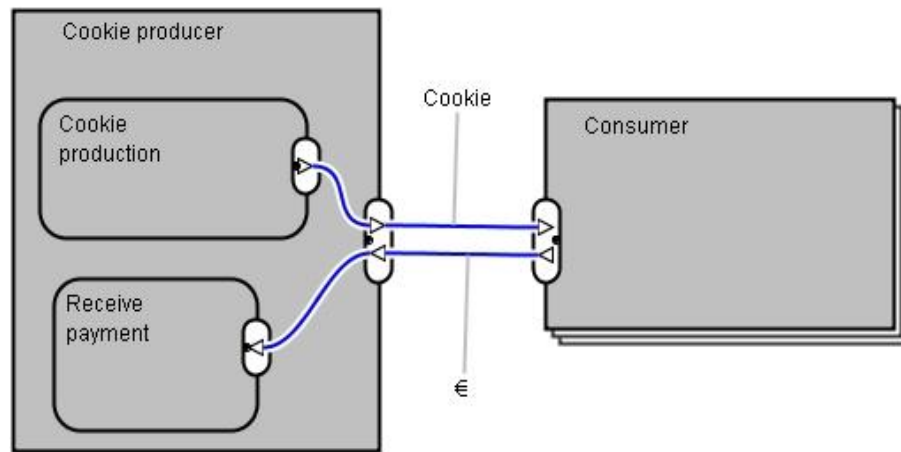 Cookie producer
Cookie
production
Receive
payment
Cookie
€
Consumer